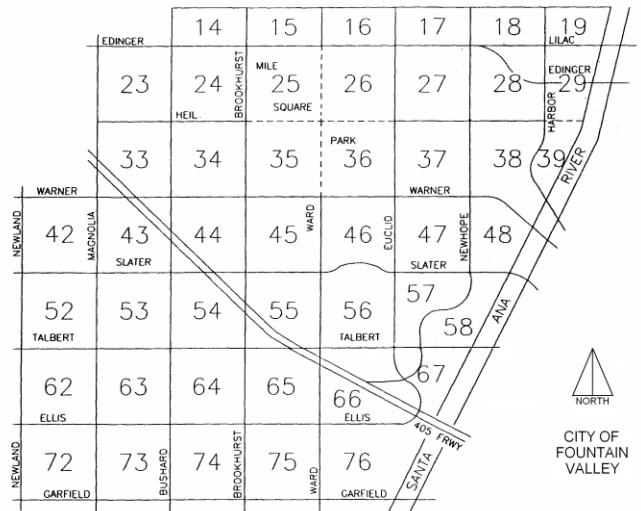 14 15 16 17 18 19
EDINGER LILAC
MILE EDINGER
23 24 25 26 27 28 29
BROOKHURST
HEIL SQUARE HARBOR
PARK
33 34 35 36 37 38 39
RIVER
WARNER WARNER
NEWLAND MAGNOLIA WARD EUCLID NEWHOPE
42 43 44 45 46 47 48
SLATER SLATER
52 53 54 55 56 57
ANA
58
TALBERT TALBERT
62 63 64 65 66 67
ELLIS ELLIS
405 FRWY
NORTH
CITY OF
FOUNTAIN
VALLEY
NEWLAND BUSHARD BROOKHURST WARD SANTA
72 73 74 75 76
GARFIELD GARFIELD